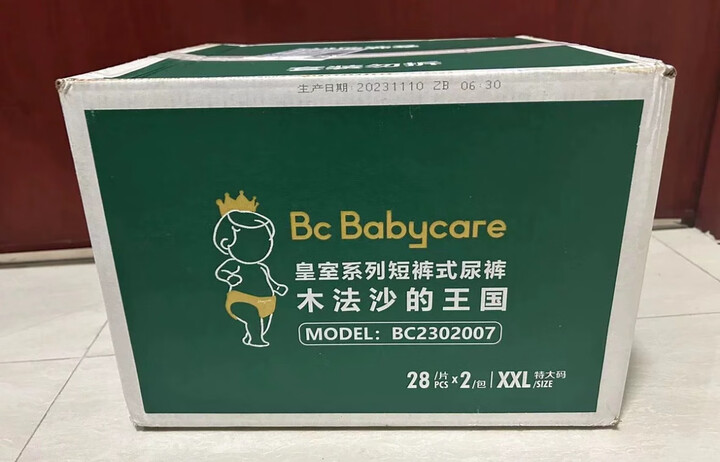 生产日期: 20231110 ZB 06:30
Bc Babycare
皇室系列短裤式尿裤
木法沙的王国
MODEL: BC2302007
28/片 PCS × 2/包 | XXL 特大码 /SIZE